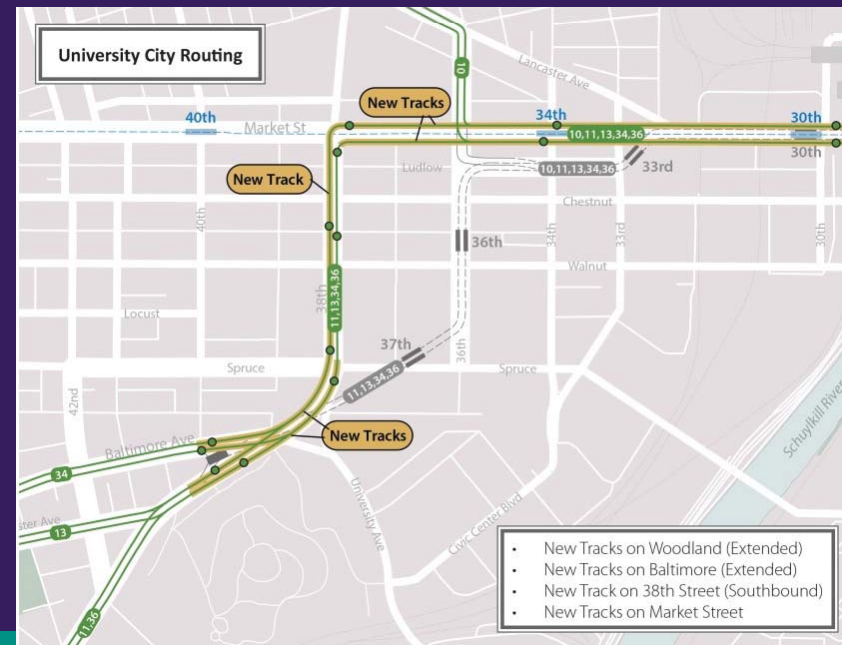 University City Routing
10
Lancaster Ave
New Tracks
40th
34th
30th
Market St
10,11,13,34,36
30th
New Track
Ludlow
10,11,13,34,36
33rd
Chestnut
40th
34th
33rd
30th
36th
Walnut
38th
11,13,34,36
Locust
37th
36th
Spruce
Spruce
11,13,34,36
42nd
New Tracks
Baltimore Ave
34
Schuylkill River
ster Ave
13
University Ave
Civic Center Blvd
11,36
• New Tracks on Woodland (Extended)
• New Tracks on Baltimore (Extended)
• New Track on 38th Street (Southbound)
• New Tracks on Market Street